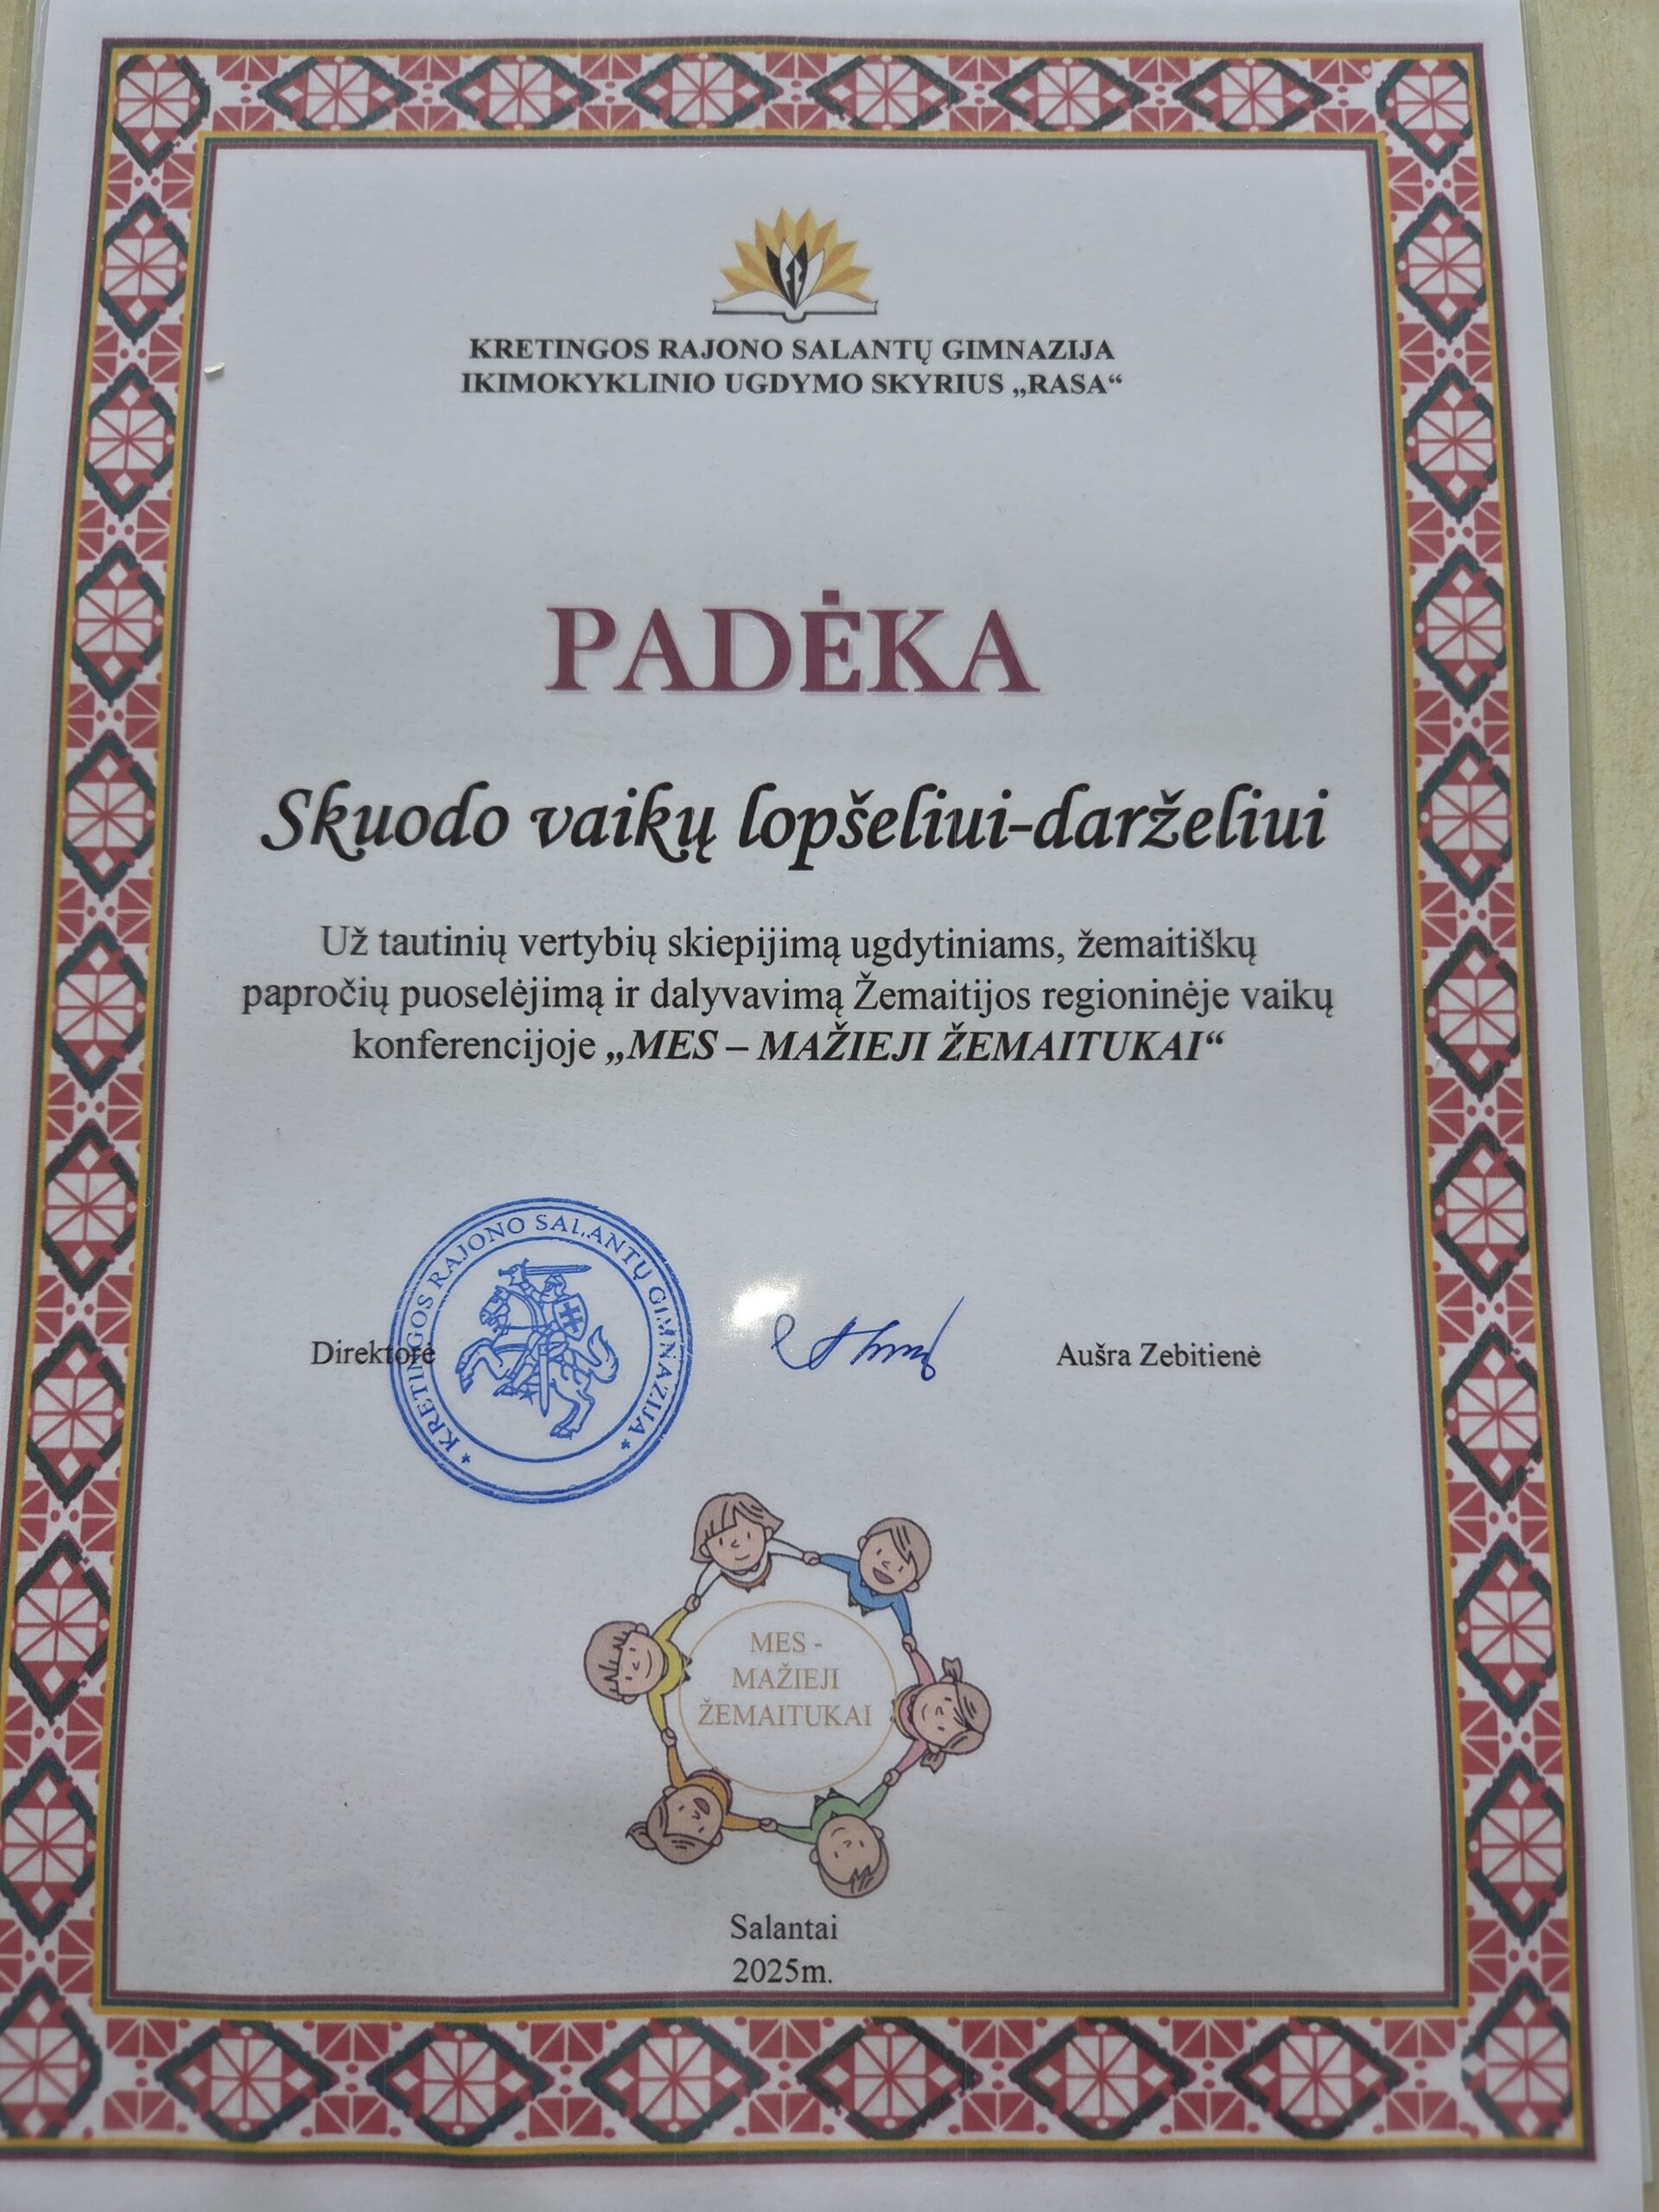 KRETINGOS RAJONO SALANTŲ GIMNAZIJA
IKIMOKYKLINIO UGDYMO SKYRIUS „RASA“
PADĖKA
Skuodo vaikų lopšeliui-darželiui
Už tautinių vertybių skiepijimą ugdytiniams, žemaitiškų
papročių puoselėjimą ir dalyvavimą Žemaitijos regioninėje vaikų
konferencijoje „MES – MAŽIEJI ŽEMAITUKAI“
* KRETINGOS RAJONO SALANTŲ GIMNAZIJA *
Direktorė
Aušra Zebitienė
MES -
MAŽIEJI
ŽEMAITUKAI
Salantai
2025m.